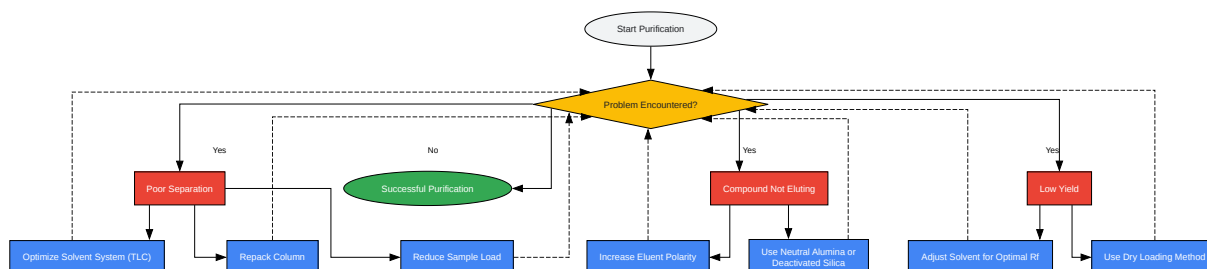 Start Purification
Problem Encountered?
Yes
No
Yes
Yes
Poor Separation
Successful Purification
Compound Not Eluting
Low Yield
Optimize Solvent System (TLC)
Repack Column
Reduce Sample Load
Increase Eluent Polarity
Use Neutral Alumina or
Deactivated Silica
Adjust Solvent for Optimal Rf
Use Dry Loading Method